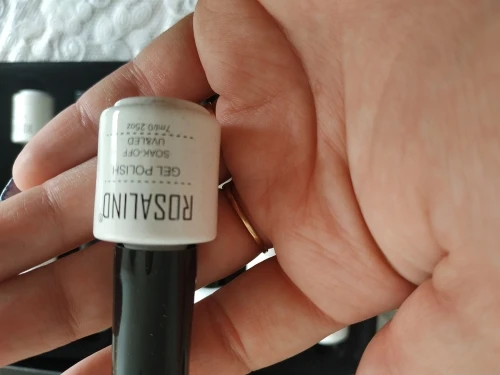 ROSALIND®
GEL POLISH
SOAK-OFF
UV&LED
7ml/0.25oz